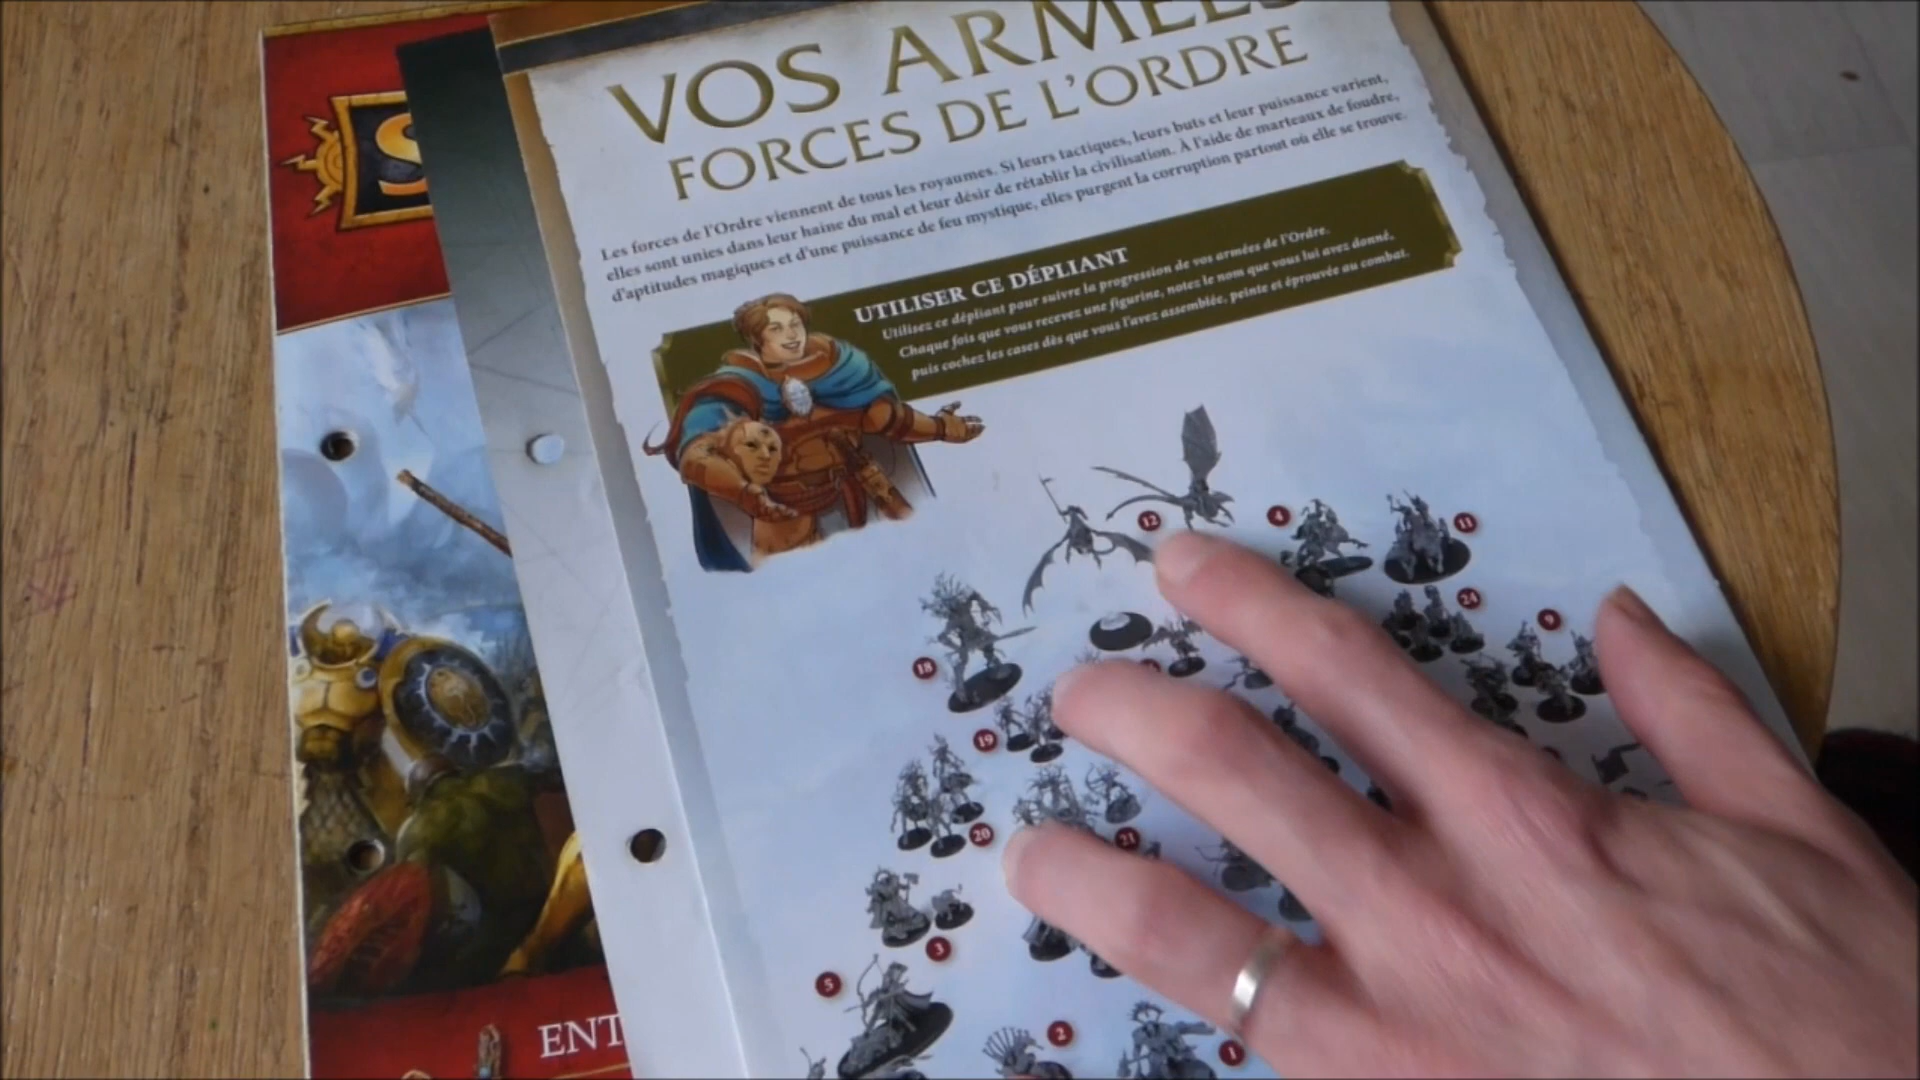 VOS ARMÉES
FORCES DE L'ORDRE
Les forces de l'Ordre viennent de tous les royaumes. Si leurs tactiques, leurs buts et leur puissance varient,
elles sont unies dans leur haine du mal et leur désir de rétablir la civilisation. À l'aide de marteaux de foudre,
d'aptitudes magiques et d'une puissance de feu mystique, elles purgent la corruption partout où elle se trouve.
UTILISER CE DÉPLIANT
Utilisez ce dépliant pour suivre la progression de vos armées de l'Ordre.
Chaque fois que vous recevez une figurine, notez le nom que vous lui avez donné,
puis cochez les cases dès que vous l'avez assemblée, peinte et éprouvée au combat.
12
4
11
24
9
18
19
20
21
3
5
2
1
S
ENT